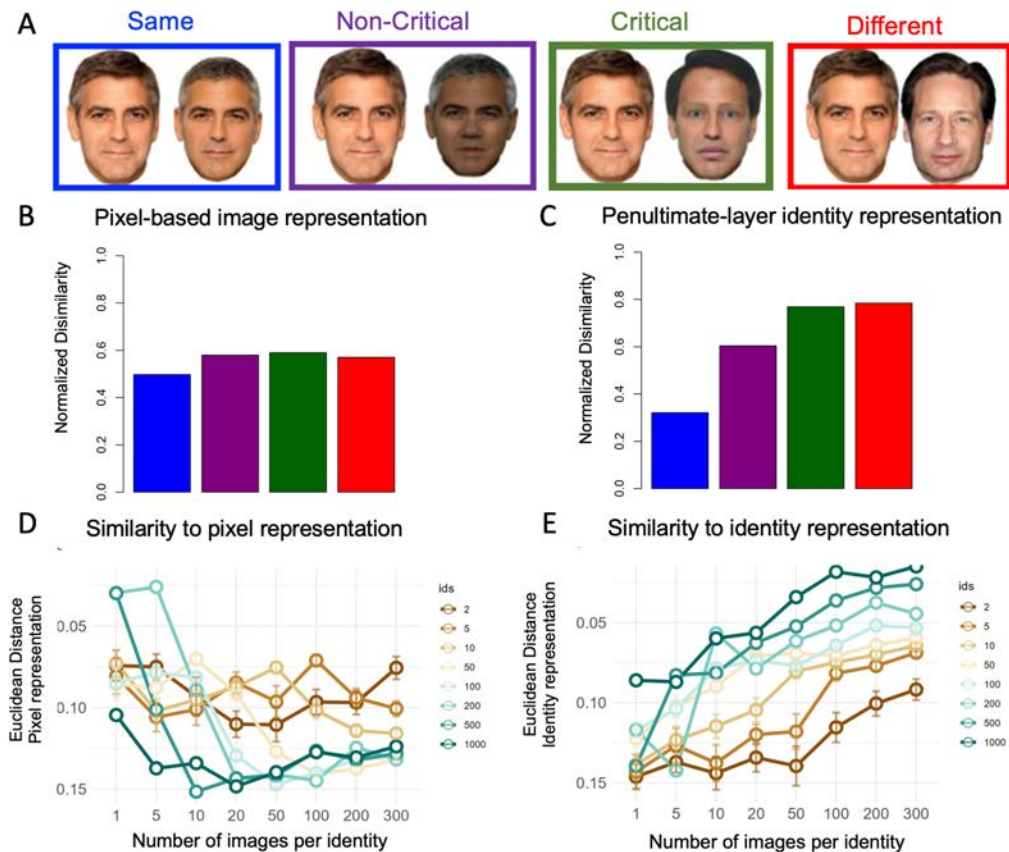 A
Same
Non-Critical
Critical
Different
B
Pixel-based image representation
Normalized Disimilarity
0.0
0.2
0.4
0.6
0.8
1.0
C
Penultimate-layer identity representation
Normalized Disimilarity
0.0
0.2
0.4
0.6
0.8
1.0
D
Similarity to pixel representation
Euclidean Distance
Pixel representation
0.05
0.10
0.15
1
5
10
20
50
100
200
300
Number of images per identity
ids
2
5
10
50
100
200
500
1000
E
Similarity to identity representation
Euclidean Distance
Identity representation
0.05
0.10
0.15
1
5
10
20
50
100
200
300
Number of images per identity
ids
2
5
10
50
100
200
500
1000